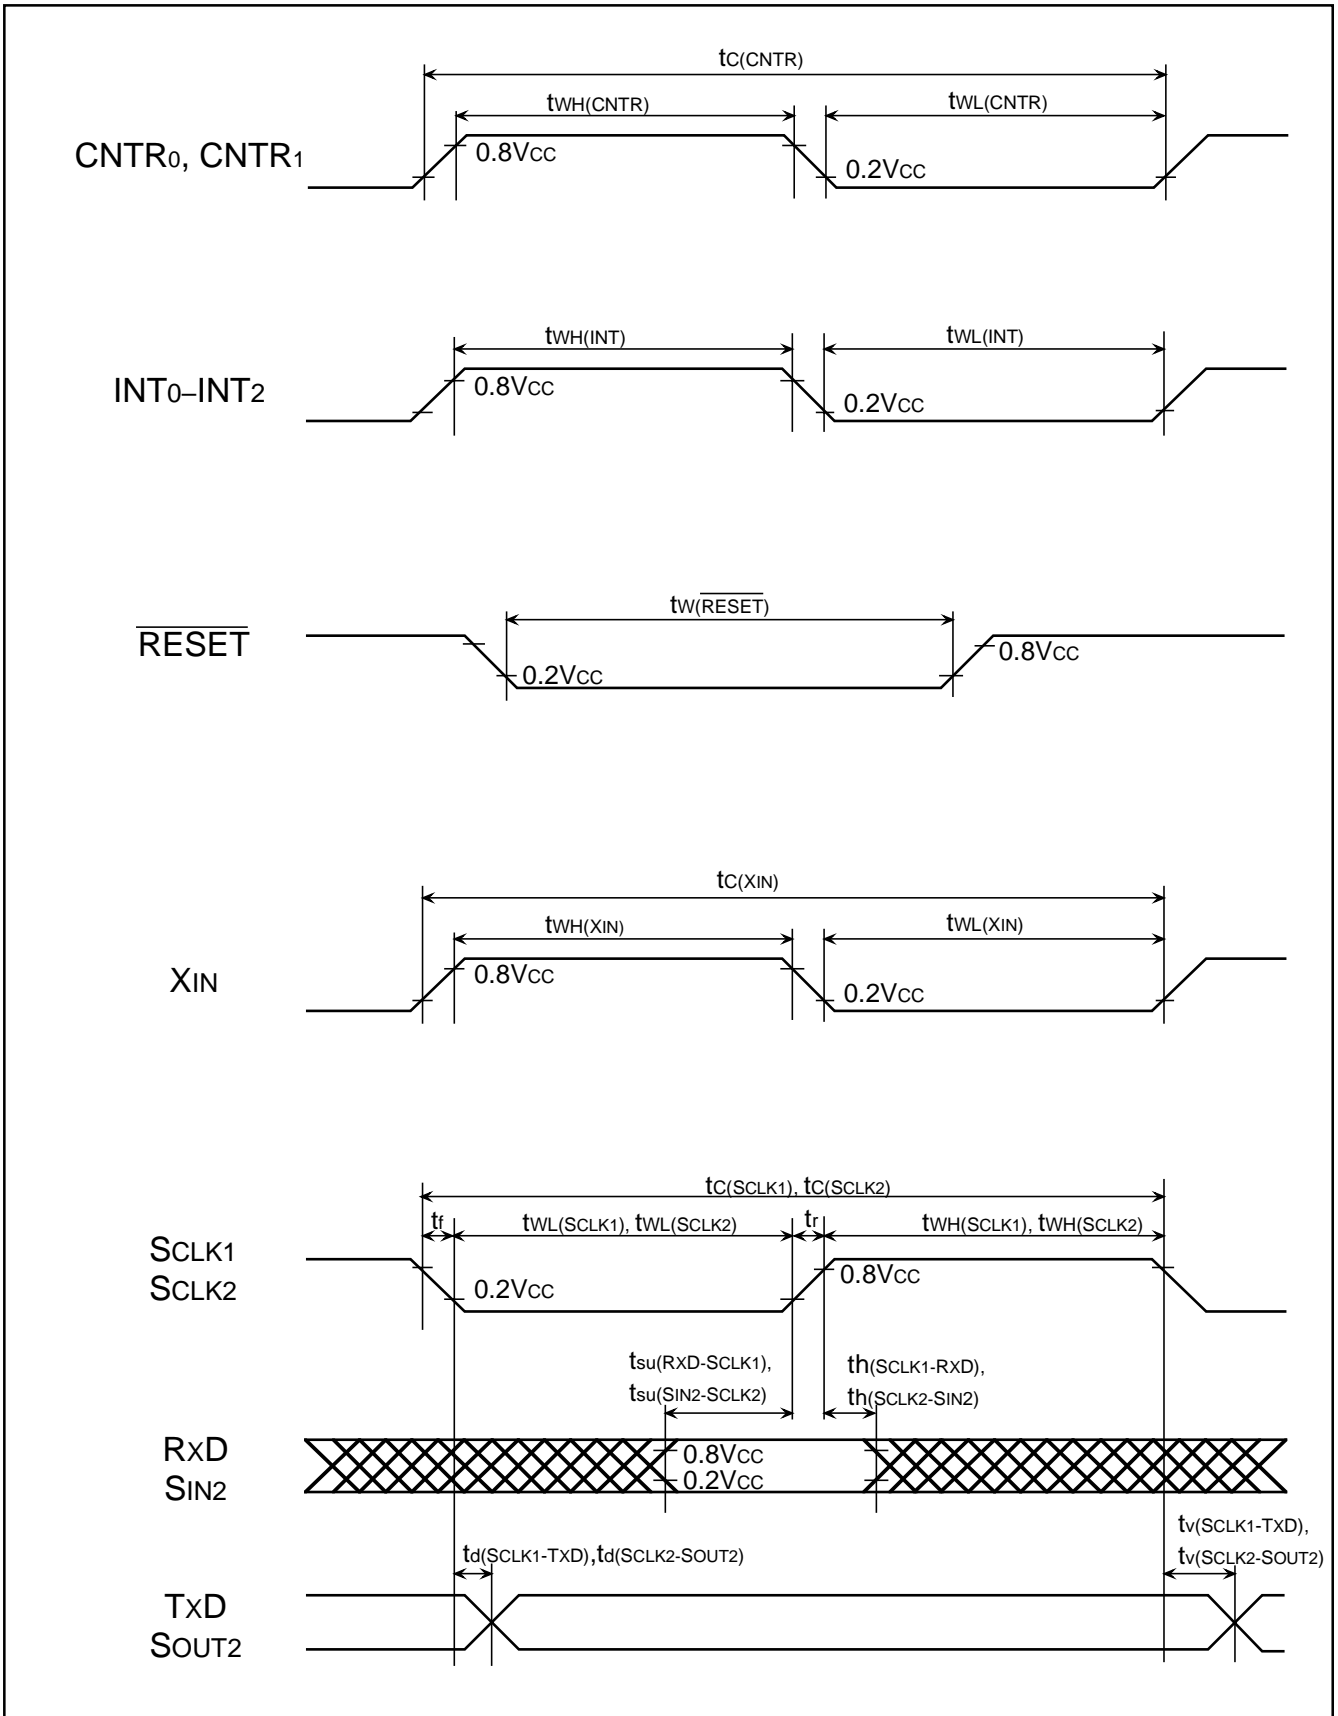 tC(CNTR)
tWH(CNTR)
tWL(CNTR)
CNTR0, CNTR1
0.8VCC
0.2VCC
tWH(INT)
tWL(INT)
INT0–INT2
0.8VCC
0.2VCC
tW(R̅E̅S̅E̅T̅)
R̅E̅S̅E̅T̅
0.2VCC
0.8VCC
tC(XIN)
tWH(XIN)
tWL(XIN)
XIN
0.8VCC
0.2VCC
tC(SCLK1), tC(SCLK2)
tf
tWL(SCLK1), tWL(SCLK2)
tr
tWH(SCLK1), tWH(SCLK2)
SCLK1
SCLK2
0.2VCC
0.8VCC
tsu(RXD-SCLK1),
tsu(SIN2-SCLK2)
th(SCLK1-RXD),
th(SCLK2-SIN2)
RXD
SIN2
0.8VCC
0.2VCC
td(SCLK1-TXD),td(SCLK2-SOUT2)
tv(SCLK1-TXD),
tv(SCLK2-SOUT2)
TXD
SOUT2